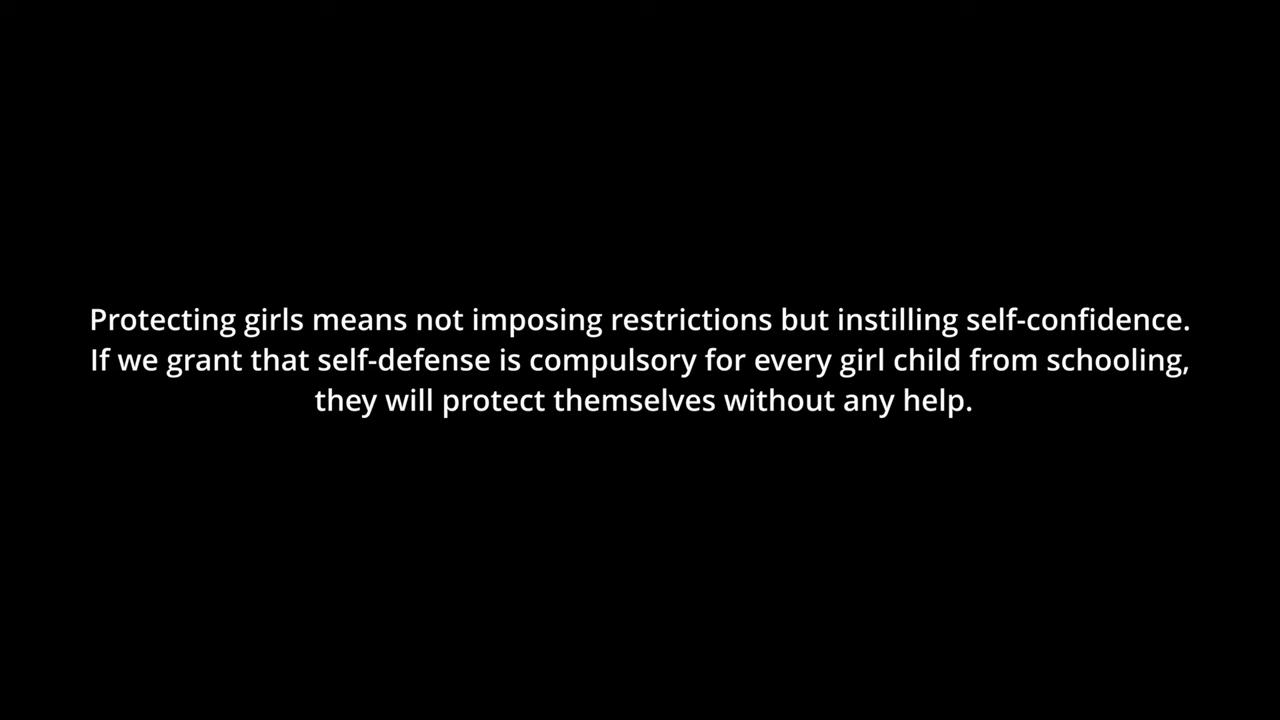 Protecting girls means not imposing restrictions but instilling self-confidence.
If we grant that self-defense is compulsory for every girl child from schooling,
they will protect themselves without any help.